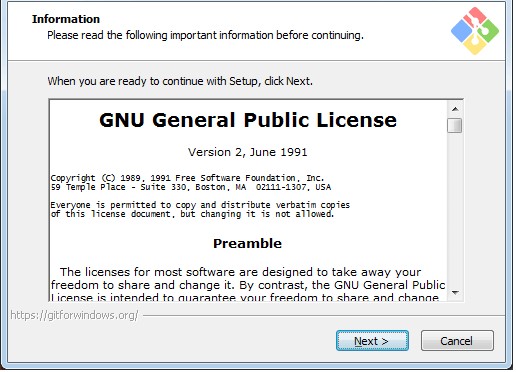 Information
Please read the following important information before continuing.
When you are ready to continue with Setup, click Next.
GNU General Public License
Version 2, June 1991
Copyright (C) 1989, 1991 Free Software Foundation, Inc.
59 Temple Place - Suite 330, Boston, MA  02111-1307, USA
Everyone is permitted to copy and distribute verbatim copies
of this license document, but changing it is not allowed.
Preamble
The licenses for most software are designed to take away your
freedom to share and change it. By contrast, the GNU General Public
License is intended to guarantee your freedom to share and change
https://gitforwindows.org/
Next >
Cancel